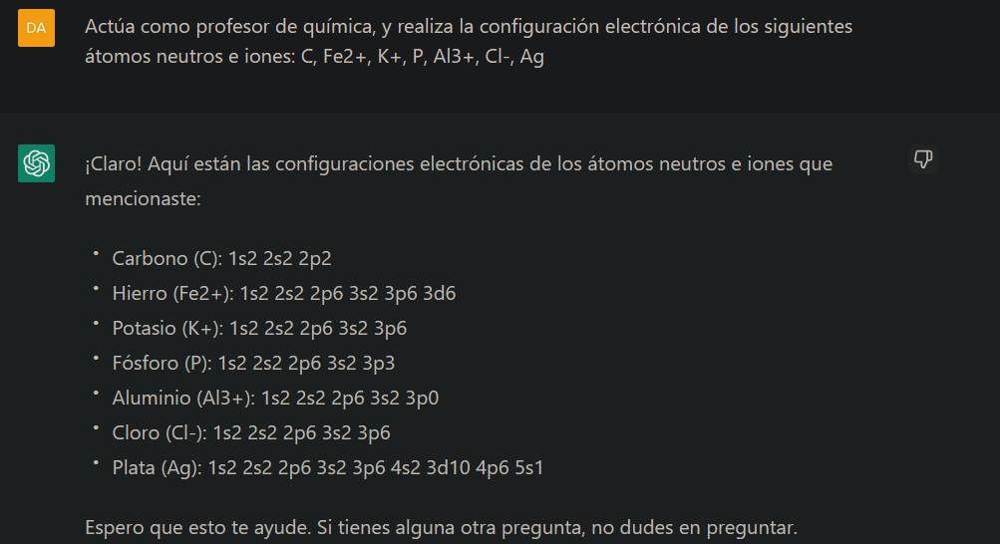 DA
Actúa como profesor de química, y realiza la configuración electrónica de los siguientes
átomos neutros e iones: C, Fe2+, K+, P, Al3+, Cl-, Ag
¡Claro! Aquí están las configuraciones electrónicas de los átomos neutros e iones que
mencionaste:
• Carbono (C): 1s2 2s2 2p2
• Hierro (Fe2+): 1s2 2s2 2p6 3s2 3p6 3d6
• Potasio (K+): 1s2 2s2 2p6 3s2 3p6
• Fósforo (P): 1s2 2s2 2p6 3s2 3p3
• Aluminio (Al3+): 1s2 2s2 2p6 3s2 3p0
• Cloro (Cl-): 1s2 2s2 2p6 3s2 3p6
• Plata (Ag): 1s2 2s2 2p6 3s2 3p6 4s2 3d10 4p6 5s1
Espero que esto te ayude. Si tienes alguna otra pregunta, no dudes en preguntar.